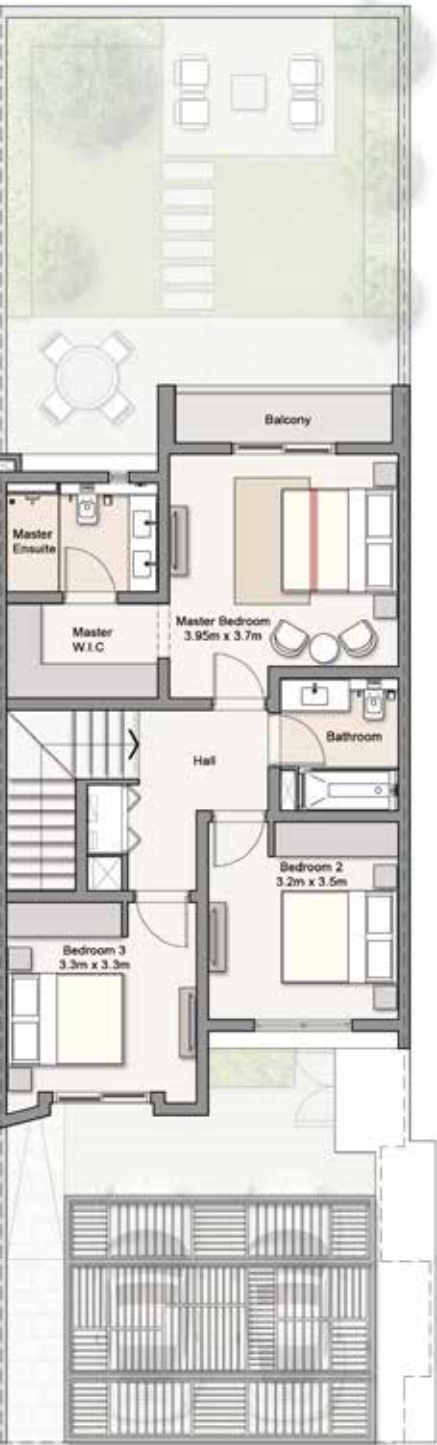 Balcony
Master
Ensuite
Master Bedroom
3.95m x 3.7m
Master
W.I.C
Bathroom
Hall
Bedroom 2
3.2m x 3.5m
Bedroom 3
3.3m x 3.3m